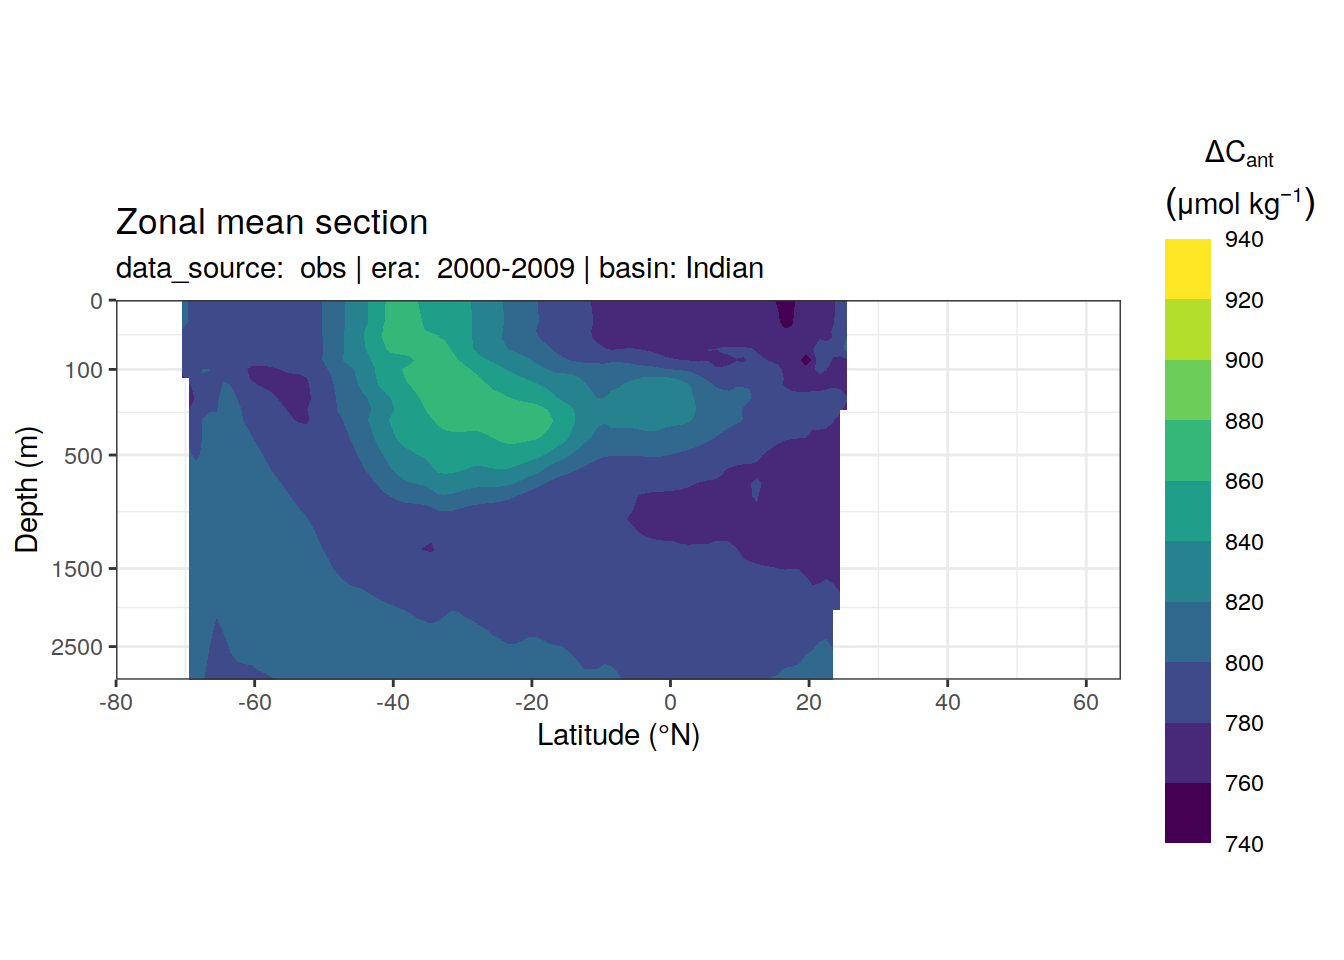 Zonal mean section
data_source:  obs | era:  2000-2009 | basin: Indian
ΔCant
(μmol kg⁻¹)
940
920
900
880
860
840
820
800
780
760
740
Depth (m)
0
100
500
1500
2500
-80 -60 -40 -20 0 20 40 60
Latitude (°N)